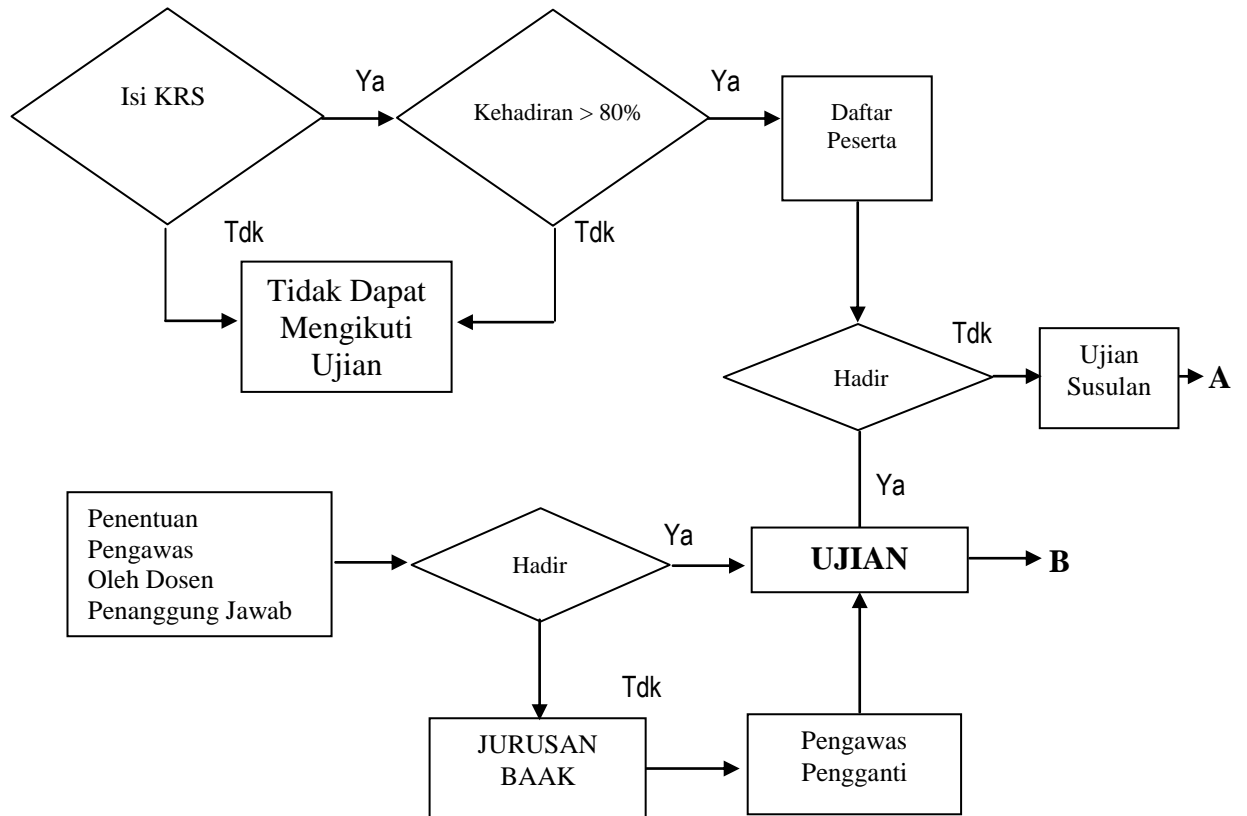 Isi KRS
Ya
Kehadiran > 80%
Ya
Daftar
Peserta
Tdk
Tdk
Tidak Dapat
Mengikuti
Ujian
Hadir
Tdk
Ujian
Susulan
A
Ya
Penentuan
Pengawas
Oleh Dosen
Penanggung Jawab
Hadir
Ya
UJIAN
B
Tdk
JURUSAN
BAAK
Pengawas
Pengganti